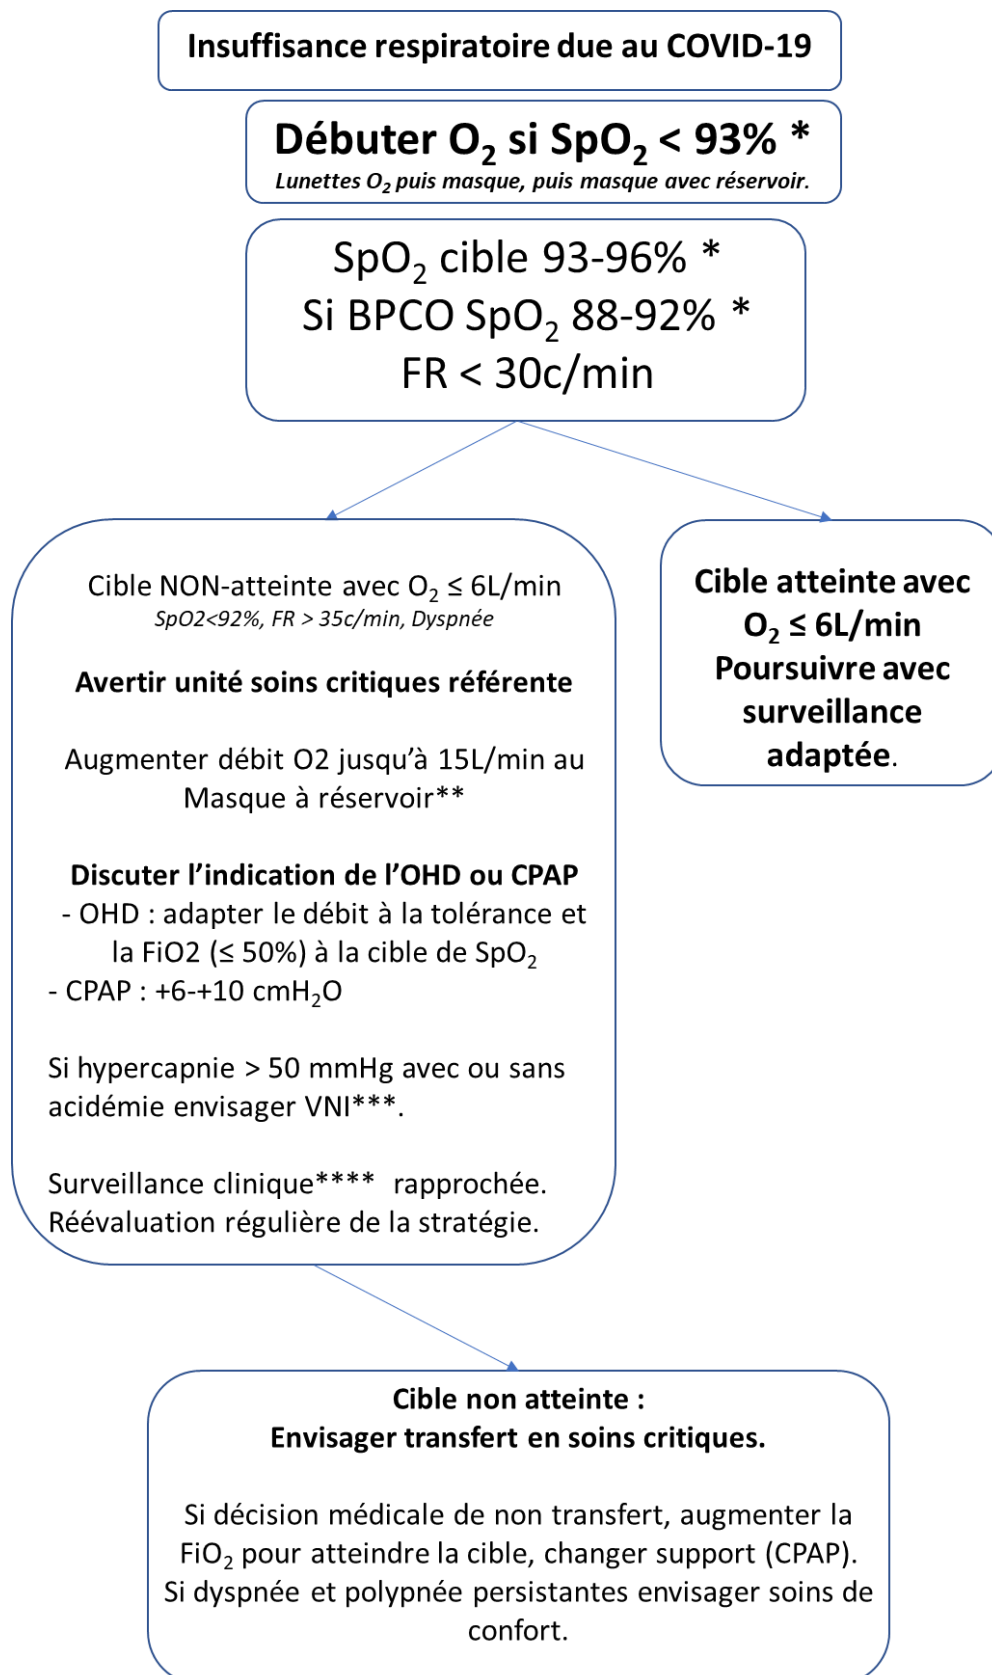 Insuffisance respiratoire due au COVID-19
Débuter O₂ si SpO₂ < 93% *
Lunettes O₂ puis masque, puis masque avec réservoir.
SpO₂ cible 93-96% *
Si BPCO SpO₂ 88-92% *
FR < 30c/min
Cible NON-atteinte avec O₂ ≤ 6L/min
SpO2<92%, FR > 35c/min, Dyspnée
Avertir unité soins critiques référente
Augmenter débit O2 jusqu'à 15L/min au
Masque à réservoir**
Discuter l'indication de l'OHD ou CPAP
- OHD : adapter le débit à la tolérance et
la FiO2 (≤ 50%) à la cible de SpO₂
- CPAP : +6-+10 cmH₂O
Si hypercapnie > 50 mmHg avec ou sans
acidémie envisager VNI***.
Surveillance clinique**** rapprochée.
Réévaluation régulière de la stratégie.
Cible atteinte avec
O₂ ≤ 6L/min
Poursuivre avec
surveillance
adaptée.
Cible non atteinte :
Envisager transfert en soins critiques.
Si décision médicale de non transfert, augmenter la
FiO₂ pour atteindre la cible, changer support (CPAP).
Si dyspnée et polypnée persistantes envisager soins de
confort.